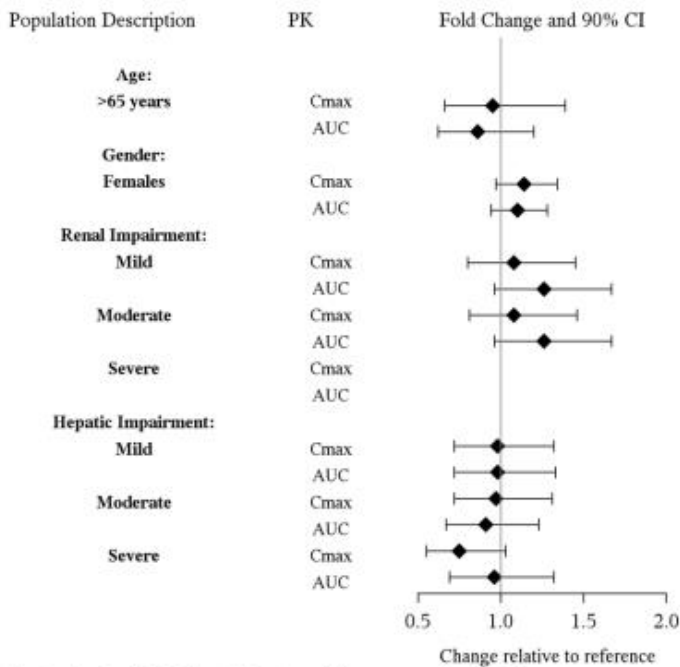 Population Description PK Fold Change and 90% CI
Age:
>65 years Cmax
AUC
Gender:
Females Cmax
AUC
Renal Impairment:
Mild Cmax
AUC
Moderate Cmax
AUC
Severe Cmax
AUC
Hepatic Impairment:
Mild Cmax
AUC
Moderate Cmax
AUC
Severe Cmax
AUC
0.5 1.0 1.5 2.0
Change relative to reference